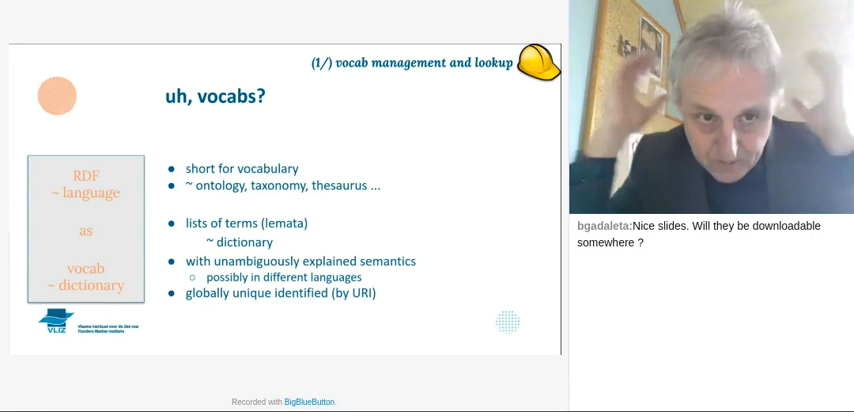 (1/) vocab management and lookup
uh, vocabs?
RDF
~ language
as
vocab
~ dictionary
● short for vocabulary
● ~ ontology, taxonomy, thesaurus ...
● lists of terms (lemata)
~ dictionary
● with unambiguously explained semantics
○ possibly in different languages
● globally unique identified (by URI)
VLIZ
Vlaams Instituut voor de Zee vzw
Flanders Marine Institute
bgadaleta:Nice slides. Will they be downloadable
somewhere ?
Recorded with BigBlueButton.